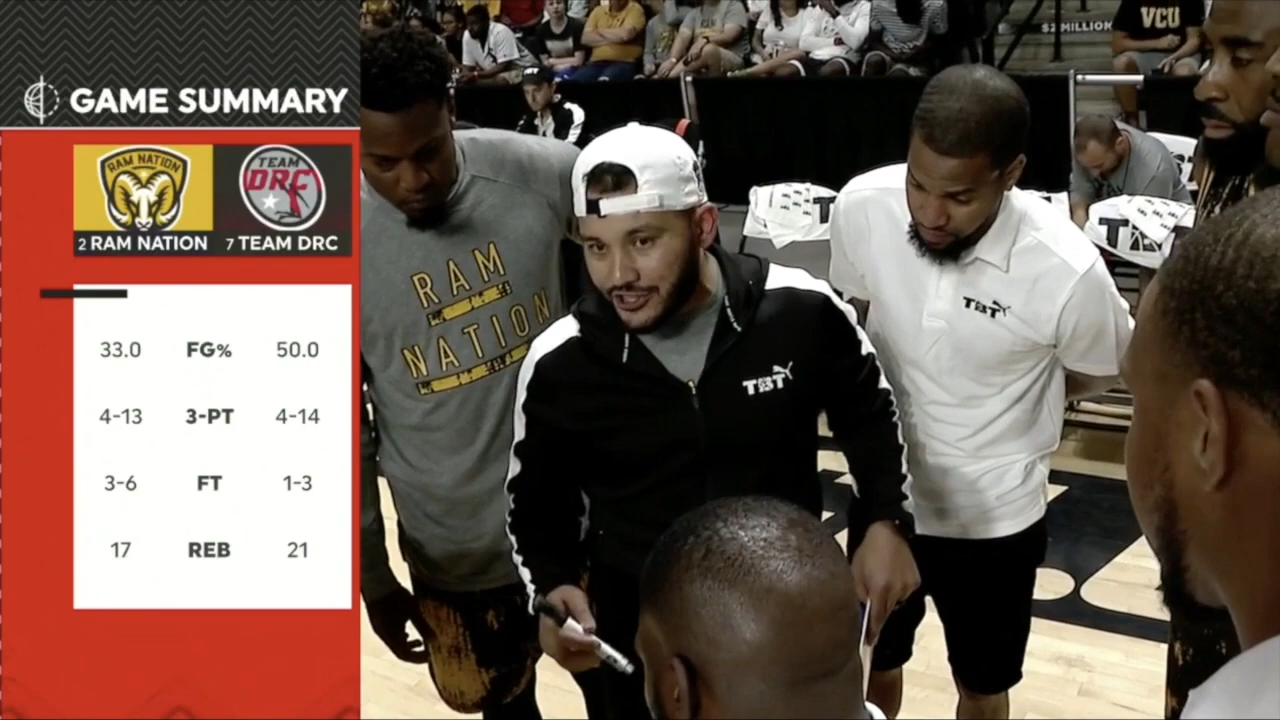 GAME SUMMARY
RAM NATION
TEAM
DRC
2 RAM NATION
7 TEAM DRC
33.0 FG% 50.0
4-13 3-PT 4-14
3-6 FT 1-3
17 REB 21
RAM
NATION
TBT
TBT
$2 MILLION
VCU